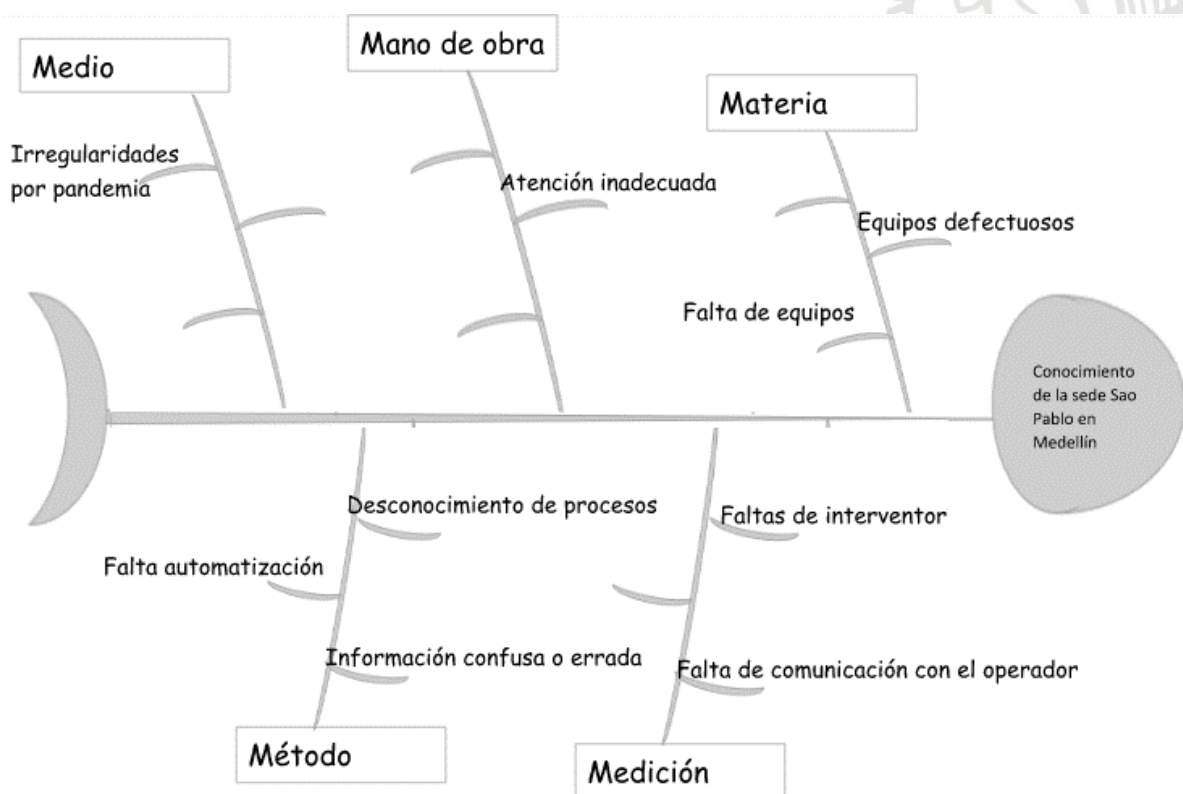 Medio
Mano de obra
Materia
Irregularidades
por pandemia
Atención inadecuada
Equipos defectuosos
Falta de equipos
Conocimiento
de la sede Sao
Pablo en
Medellín
Desconocimiento de procesos
Faltas de interventor
Falta automatización
Información confusa o errada
Falta de comunicación con el operador
Método
Medición